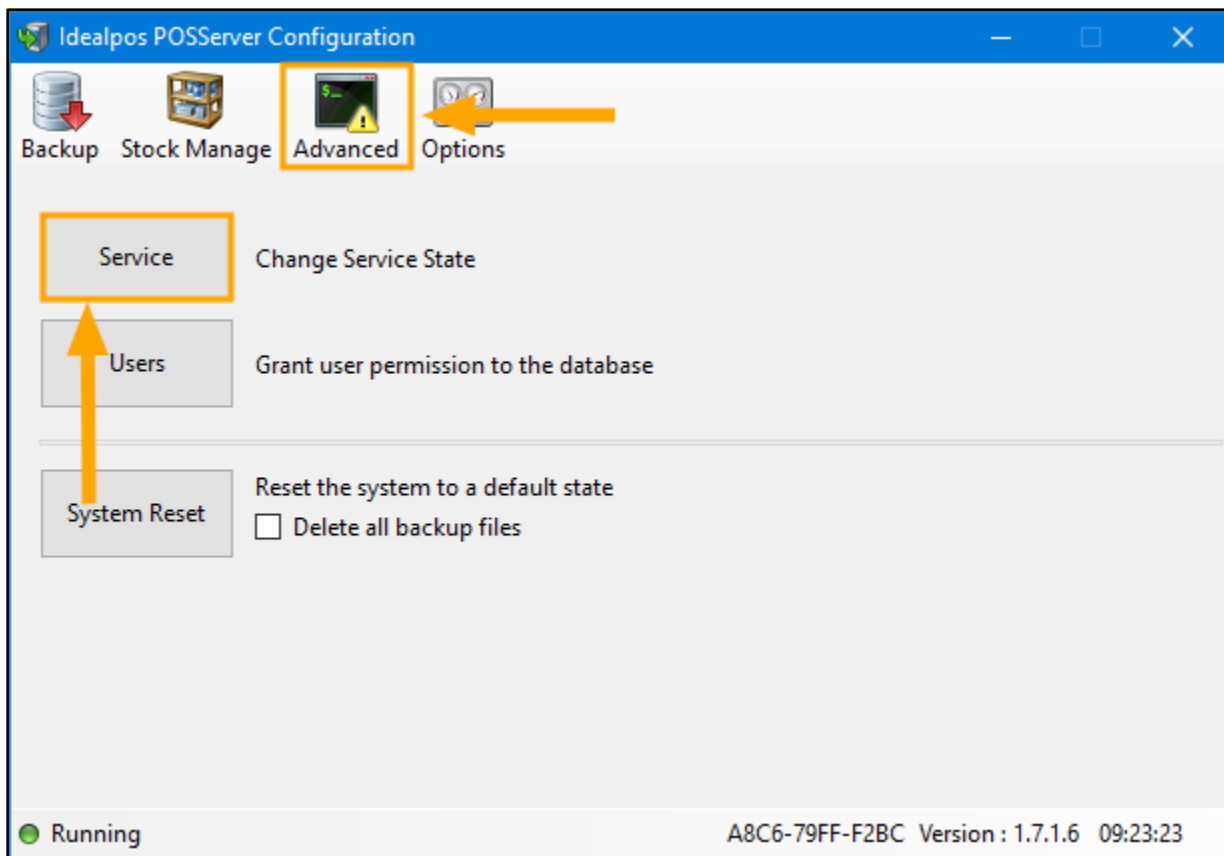 Idealpos POSServer Configuration
Backup Stock Manage Advanced Options
Service Change Service State
Users Grant user permission to the database
System Reset Reset the system to a default state
Delete all backup files
Running A8C6-79FF-F2BC Version : 1.7.1.6 09:23:23